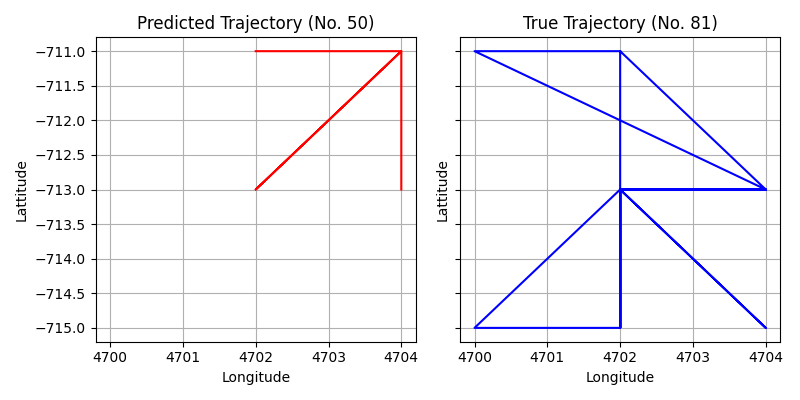 Predicted Trajectory (No. 50)
True Trajectory (No. 81)
Lattitude
−711.0
−711.5
−712.0
−712.5
−713.0
−713.5
−714.0
−714.5
−715.0
4700 4701 4702 4703 4704
Longitude
Lattitude
4700 4701 4702 4703 4704
Longitude